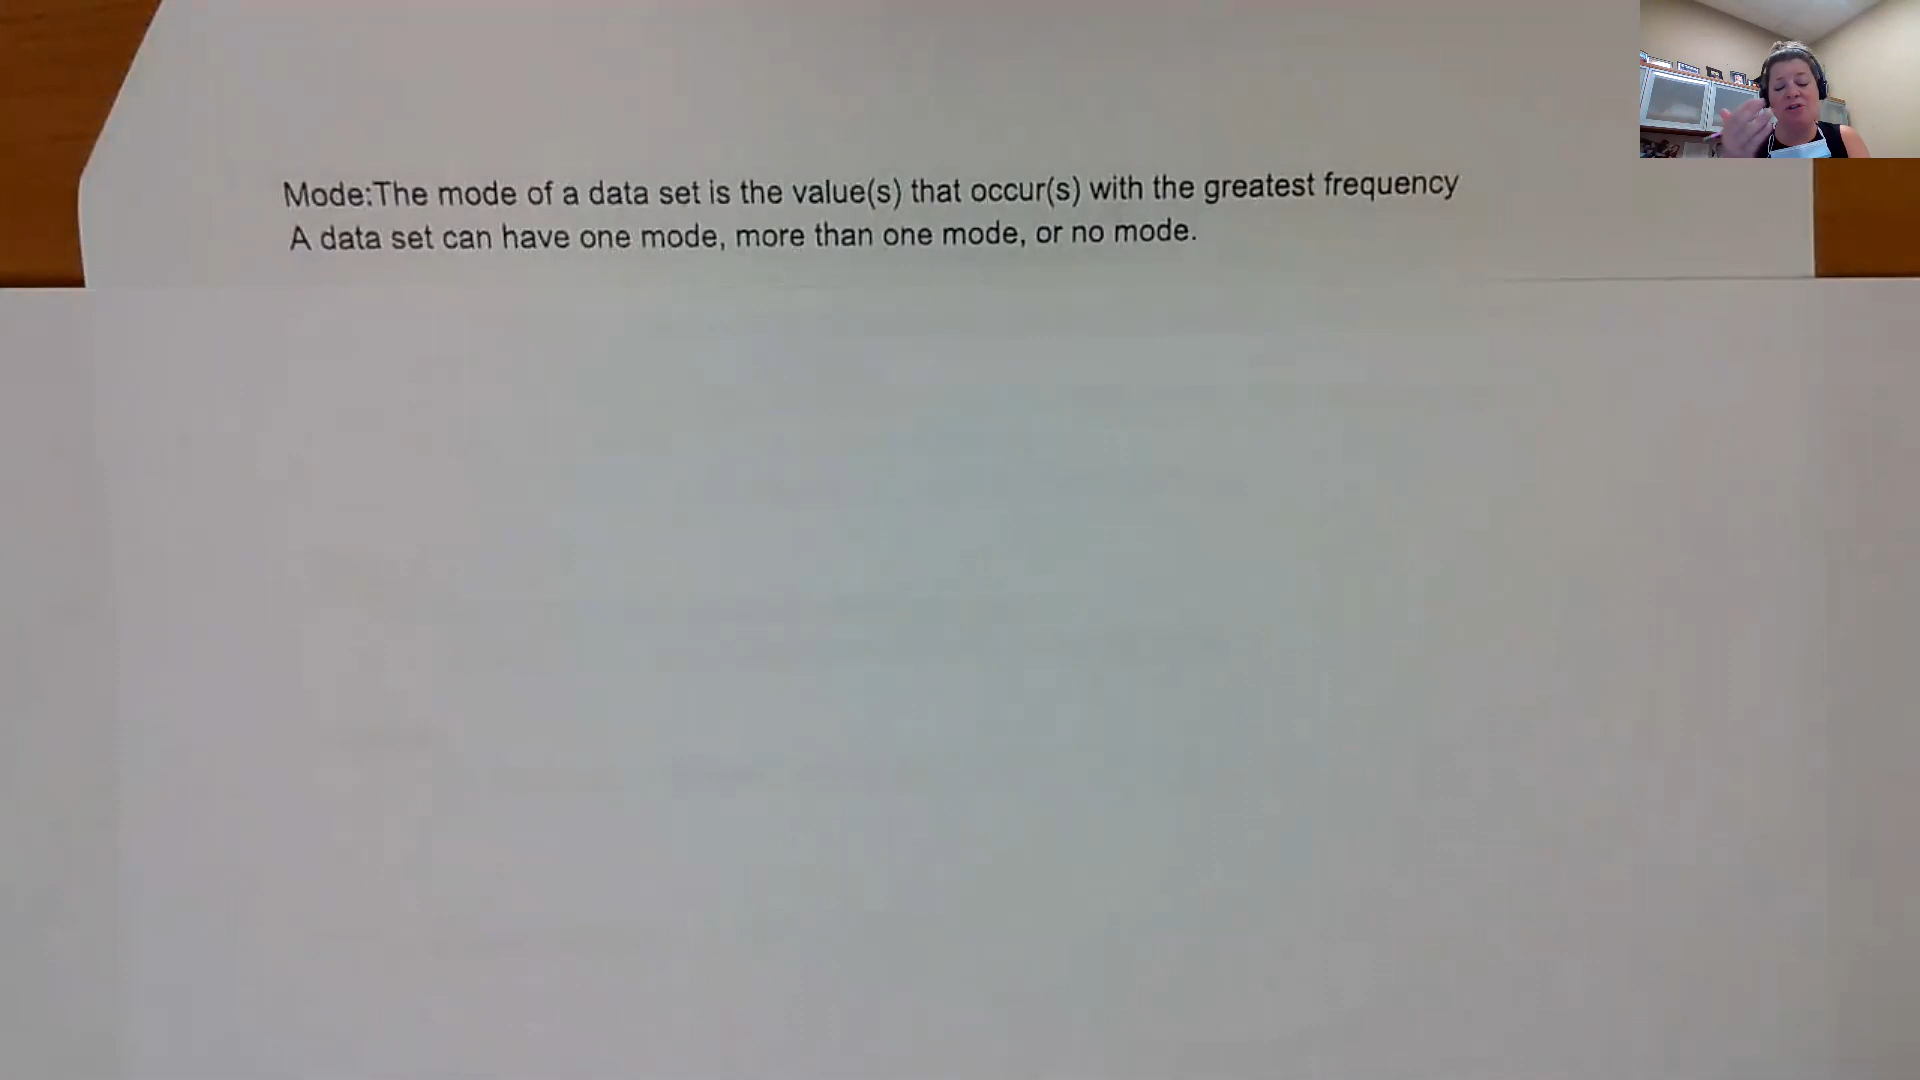 Mode:The mode of a data set is the value(s) that occur(s) with the greatest frequency
A data set can have one mode, more than one mode, or no mode.